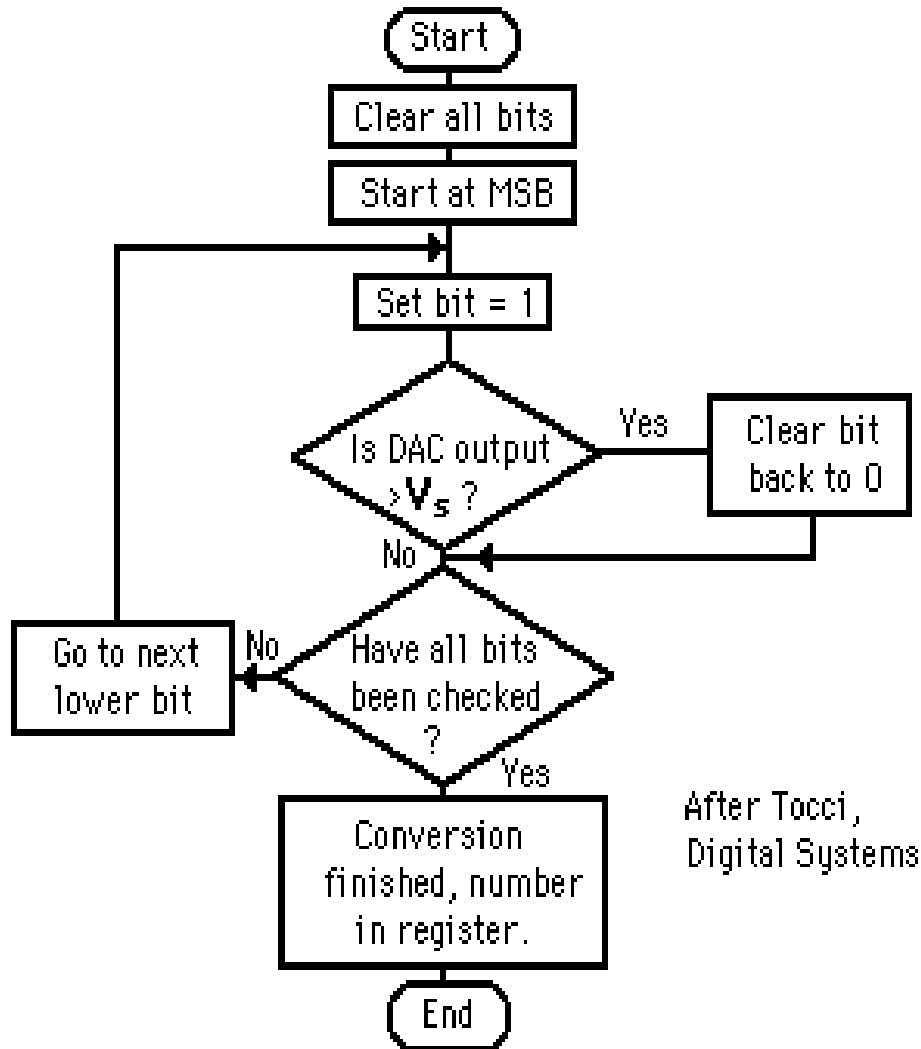 Start
Clear all bits
Start at MSB
Set bit = 1
Is DAC output
>Vs ?
Yes
Clear bit
back to 0
No
Have all bits
been checked
?
No
Go to next
lower bit
Yes
Conversion
finished, number
in register.
End
After Tocci,
Digital Systems